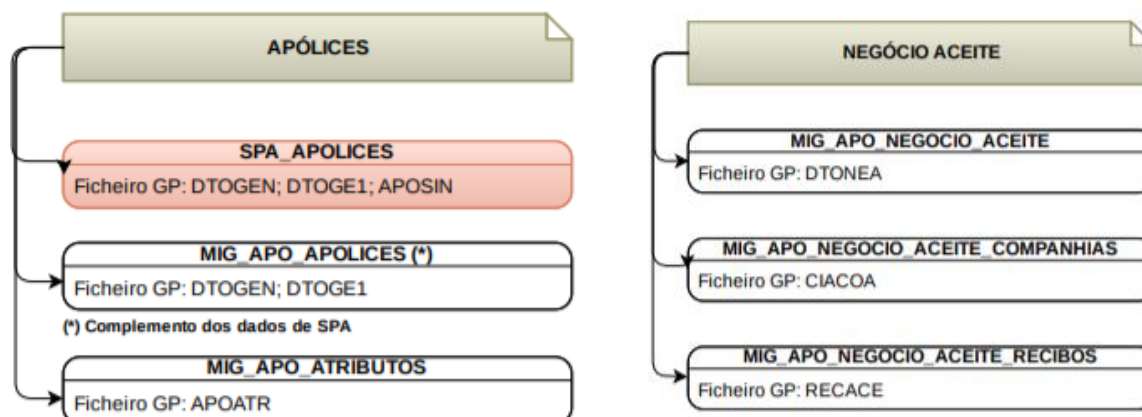 APÓLICES
SPA_APOLICES
Ficheiro GP: DTOGEN; DTOGE1; APOSIN
MIG_APO_APOLICES (*)
Ficheiro GP: DTOGEN; DTOGE1
(*) Complemento dos dados de SPA
MIG_APO_ATRIBUTOS
Ficheiro GP: APOATR
NEGÓCIO ACEITE
MIG_APO_NEGOCIO_ACEITE
Ficheiro GP: DTONEA
MIG_APO_NEGOCIO_ACEITE_COMPANHIAS
Ficheiro GP: CIACOA
MIG_APO_NEGOCIO_ACEITE_RECIBOS
Ficheiro GP: RECACE